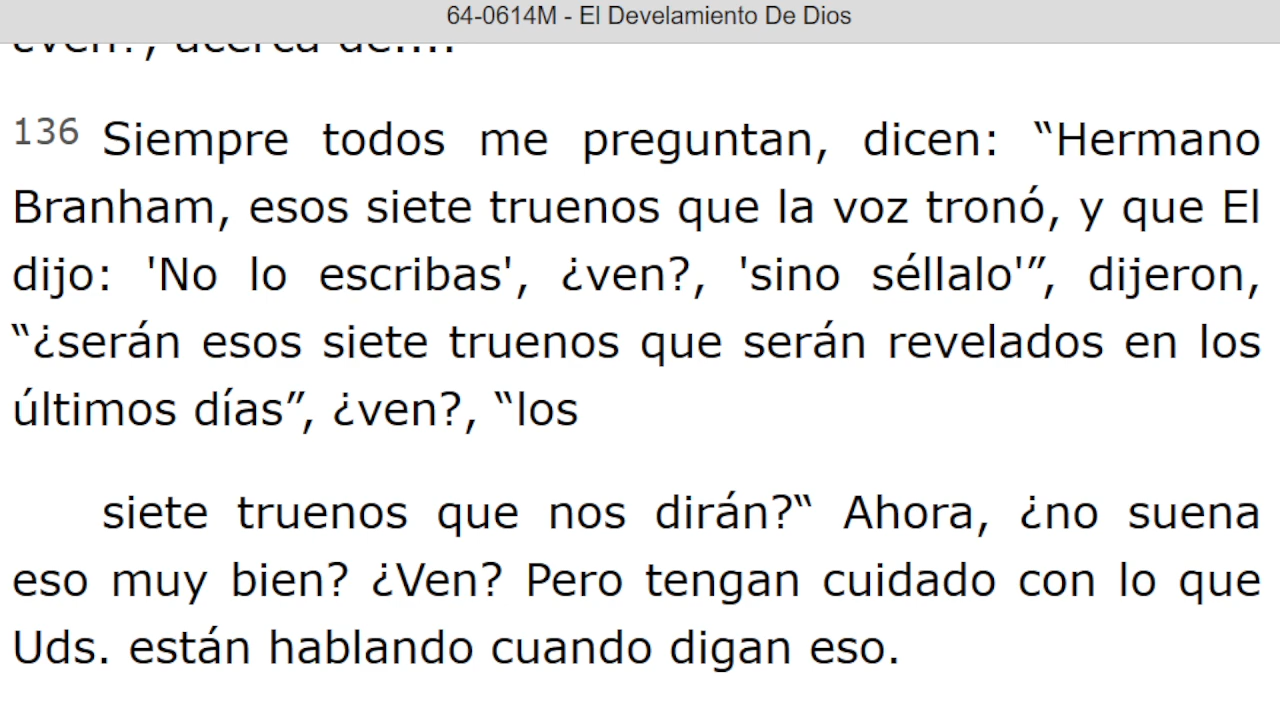 64-0614M - El Develamiento De Dios
¿ven?, acerca de....
136 Siempre todos me preguntan, dicen: “Hermano
Branham, esos siete truenos que la voz tronó, y que El
dijo: 'No lo escribas', ¿ven?, 'sino séllalo'”, dijeron,
“¿serán esos siete truenos que serán revelados en los
últimos días”, ¿ven?, “los
siete truenos que nos dirán?“ Ahora, ¿no suena
eso muy bien? ¿Ven? Pero tengan cuidado con lo que
Uds. están hablando cuando digan eso.